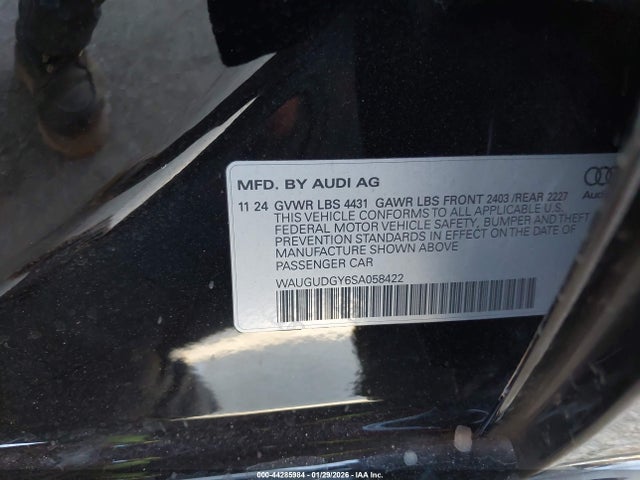 MFD. BY AUDI AG
11 24 GVWR LBS 4431 GAWR LBS FRONT 2403 /REAR 2227
THIS VEHICLE CONFORMS TO ALL APPLICABLE U.S.
FEDERAL MOTOR VEHICLE SAFETY, BUMPER AND THEFT
PREVENTION STANDARDS IN EFFECT ON THE DATE OF
MANUFACTURE SHOWN ABOVE
PASSENGER CAR
WAUGUDGY6SA058422
Audi
000-44285984 | 01/29/2026 | IAA Inc.